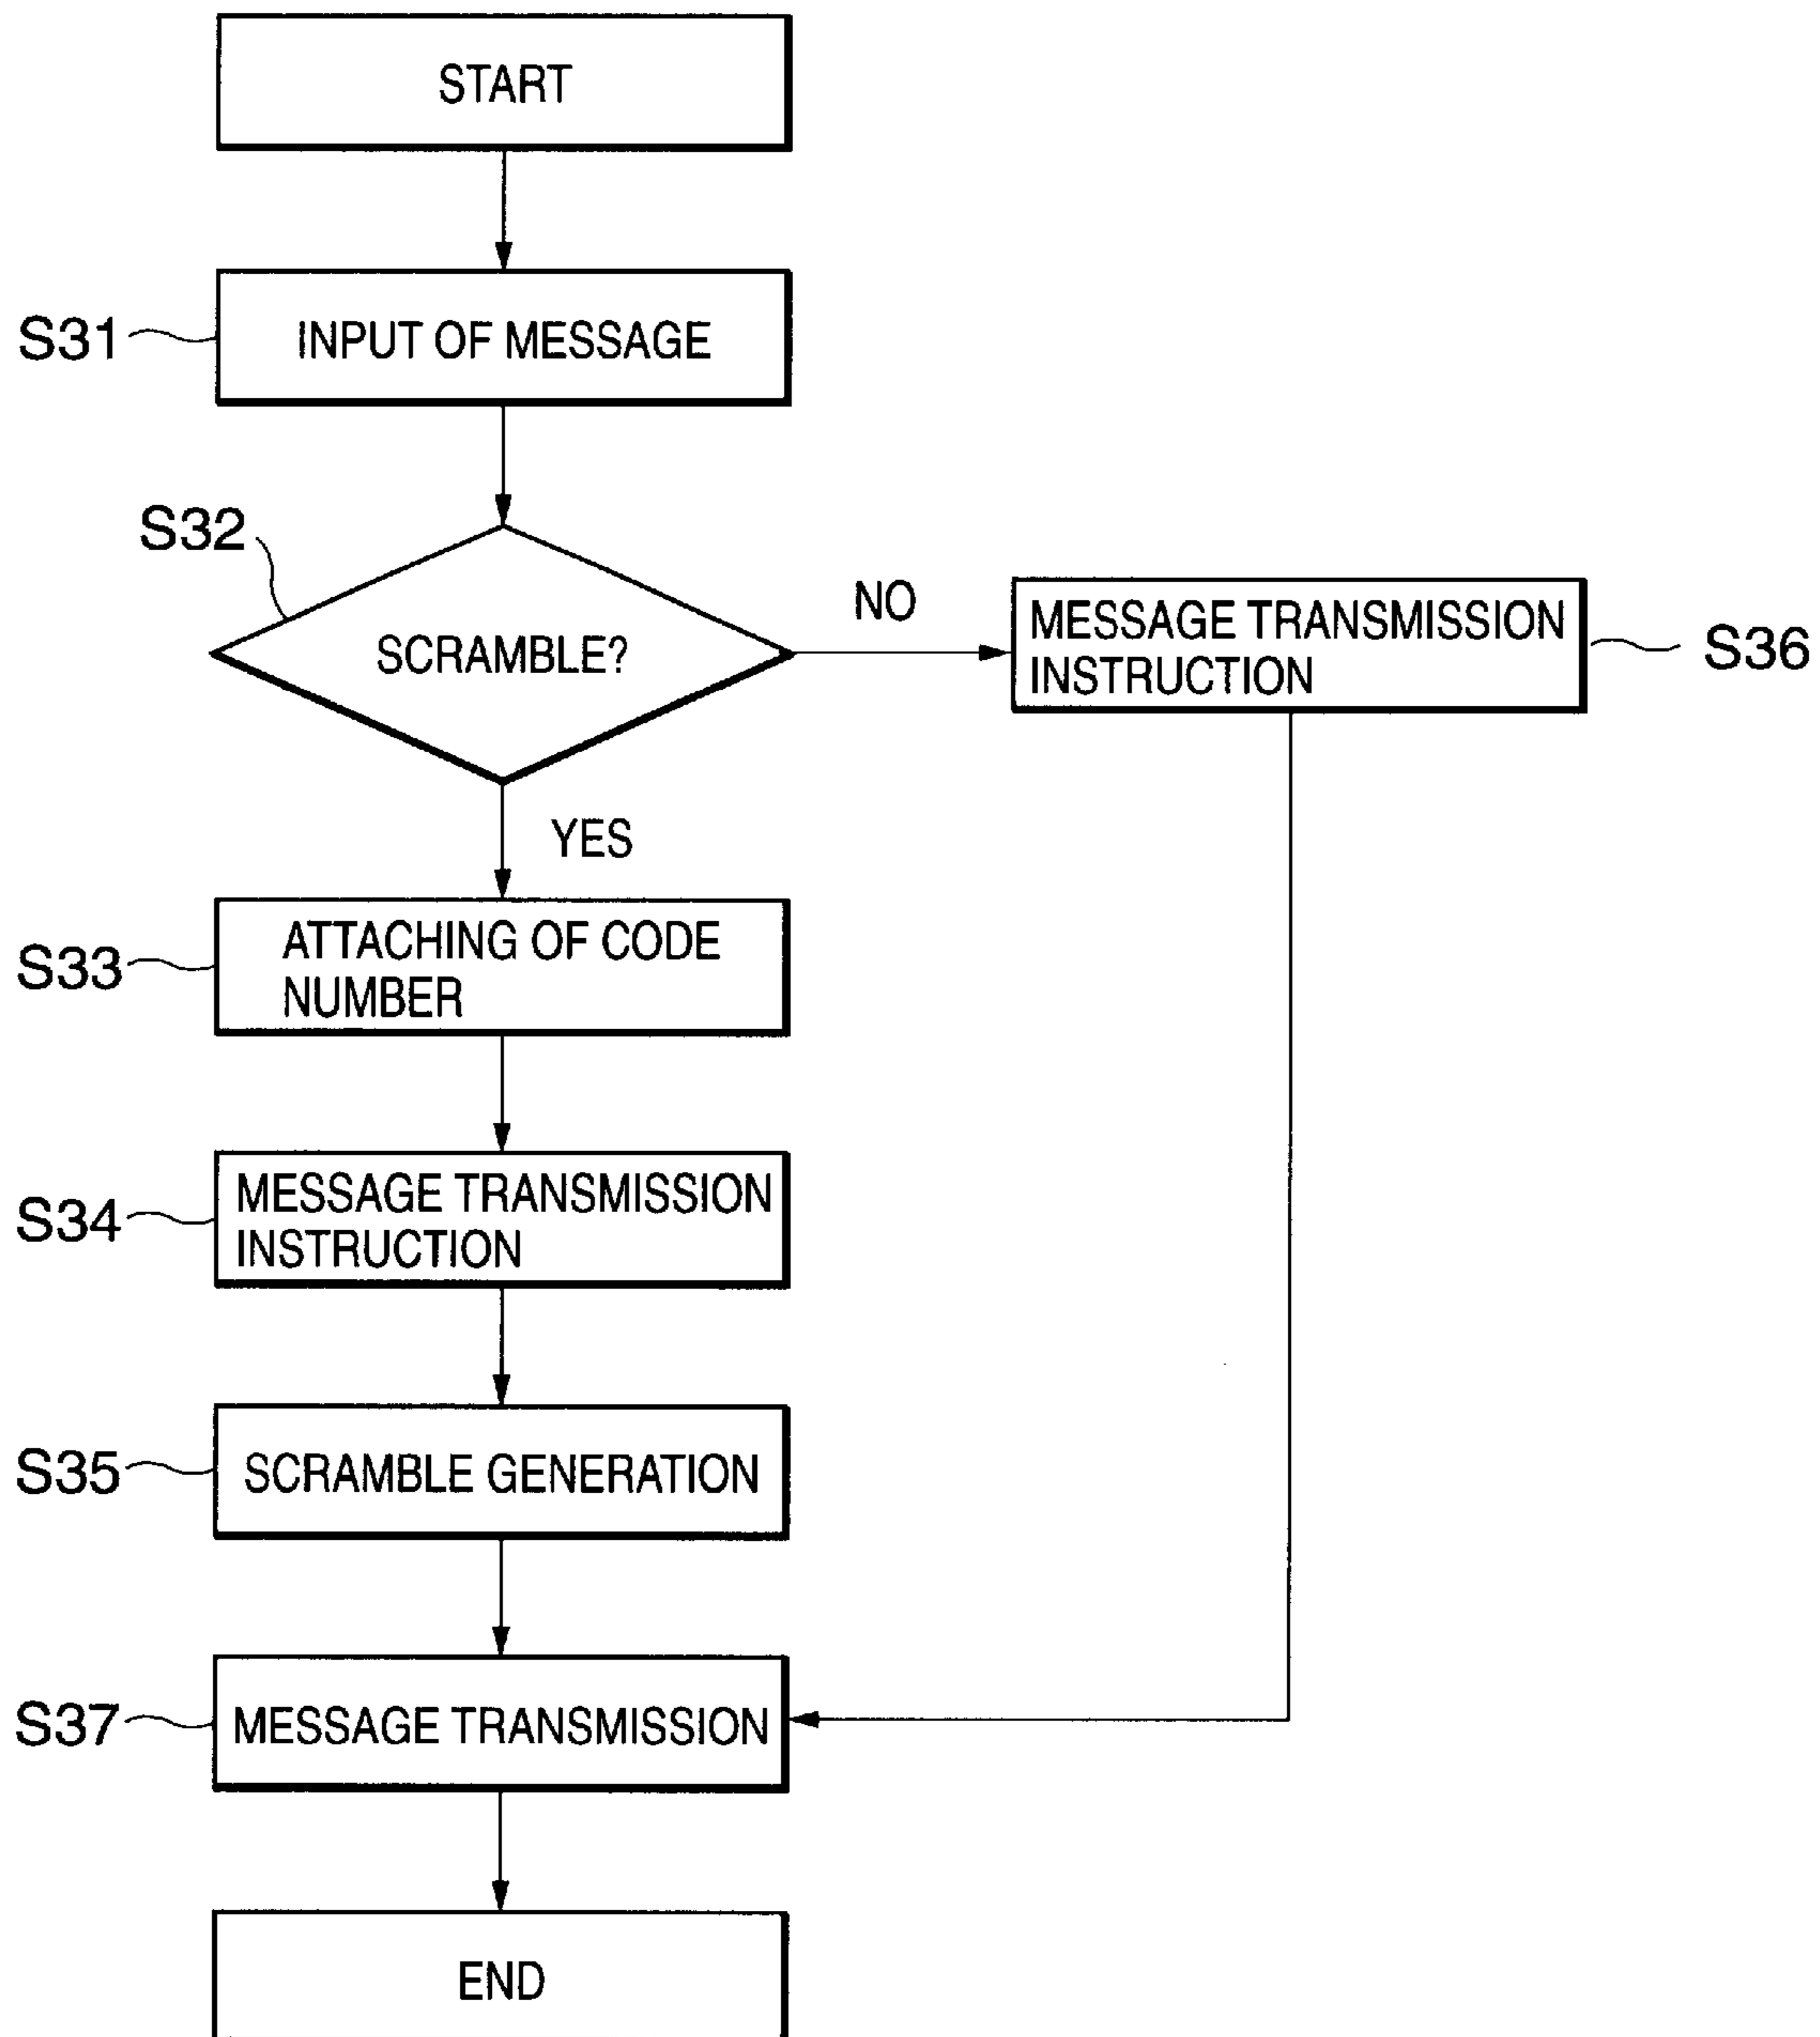 START
S31
INPUT OF MESSAGE
S32
SCRAMBLE?
NO
MESSAGE TRANSMISSION
INSTRUCTION
S36
YES
S33
ATTACHING OF CODE
NUMBER
S34
MESSAGE TRANSMISSION
INSTRUCTION
S35
SCRAMBLE GENERATION
S37
MESSAGE TRANSMISSION
END